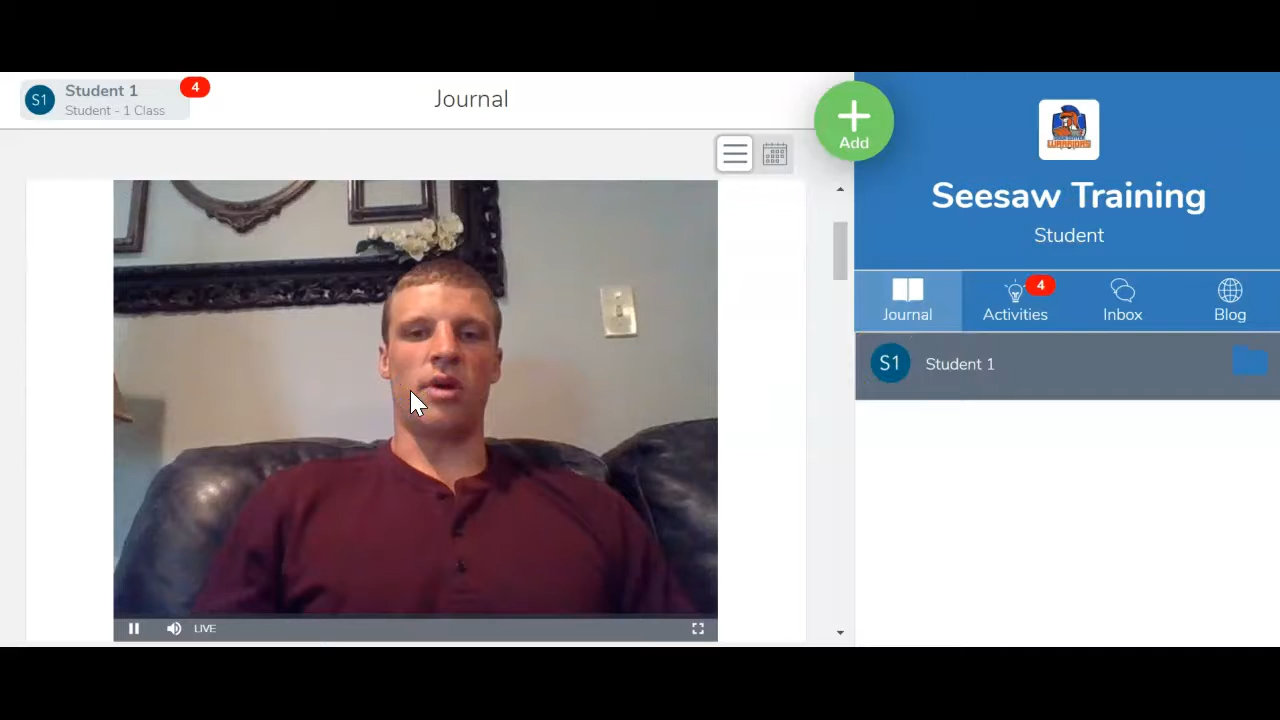 S1
Student 1
4
Student - 1 Class
Journal
Add
WARRIORS
Seesaw Training
Student
4
Journal
Activities
Inbox
Blog
S1
Student 1
LIVE